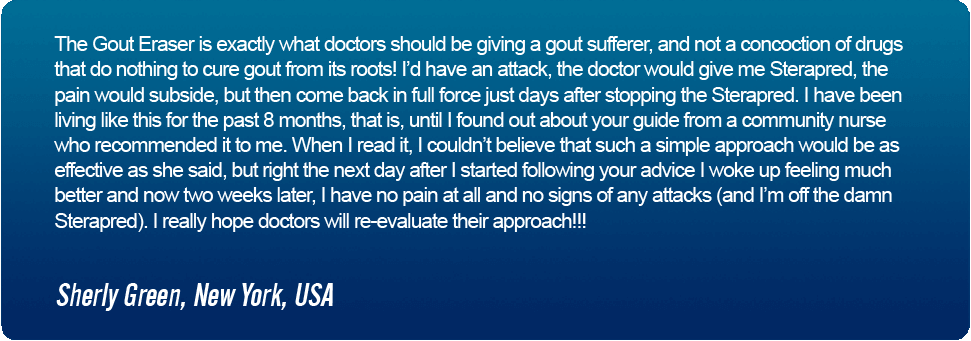 The Gout Eraser is exactly what doctors should be giving a gout sufferer, and not a concoction of drugs
that do nothing to cure gout from its roots! I'd have an attack, the doctor would give me Sterapred, the
pain would subside, but then come back in full force just days after stopping the Sterapred. I have been
living like this for the past 8 months, that is, until I found out about your guide from a community nurse
who recommended it to me. When I read it, I couldn't believe that such a simple approach would be as
effective as she said, but right the next day after I started following your advice I woke up feeling much
better and now two weeks later, I have no pain at all and no signs of any attacks (and I'm off the damn
Sterapred). I really hope doctors will re-evaluate their approach!!!
Sherly Green, New York, USA